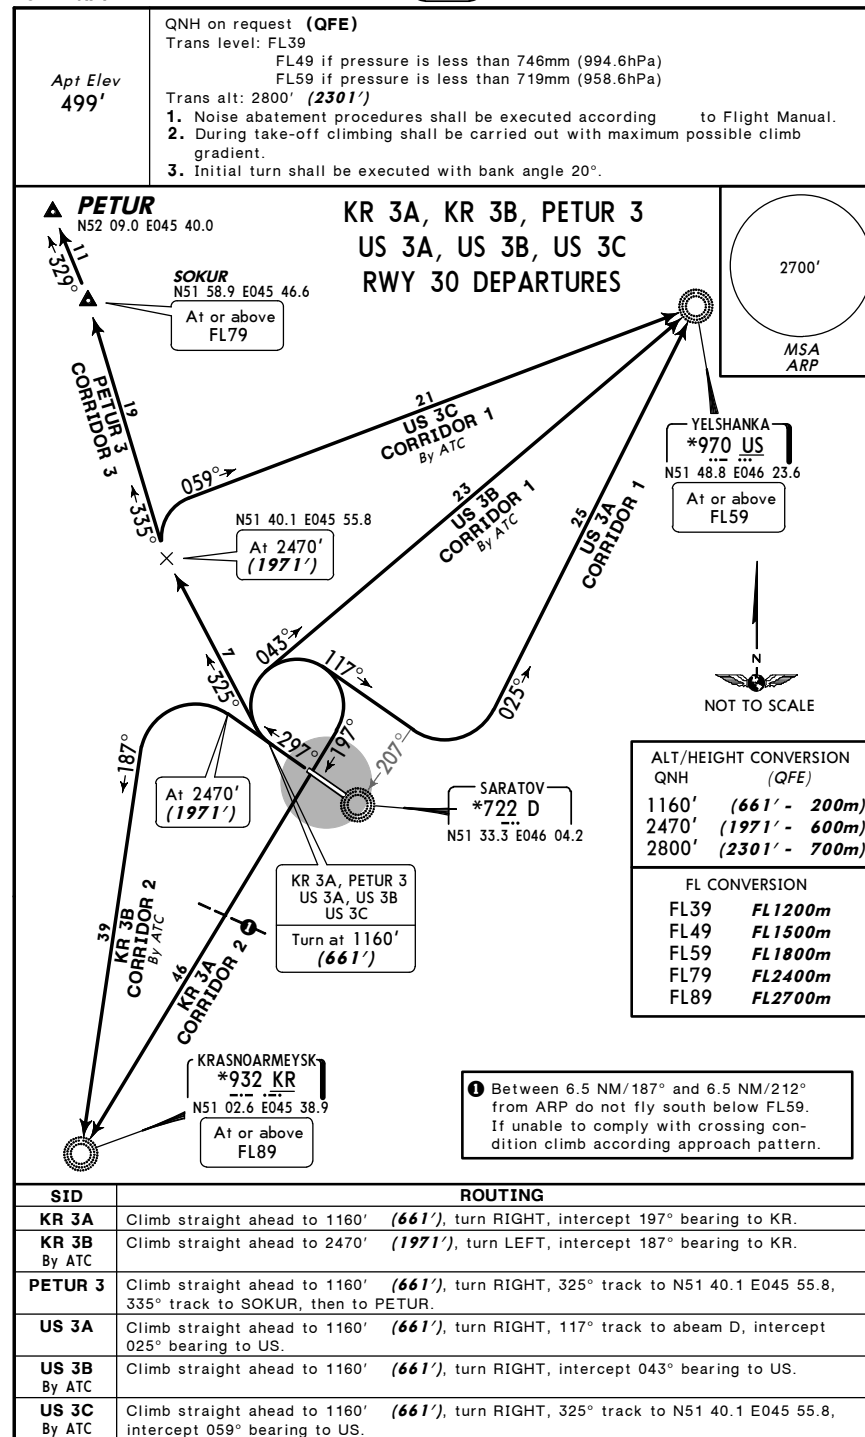 Apt Elev
499'
QNH on request (QFE)
Trans level: FL39
FL49 if pressure is less than 746mm (994.6hPa)
FL59 if pressure is less than 719mm (958.6hPa)
Trans alt: 2800' (2301')
1. Noise abatement procedures shall be executed according to Flight Manual.
2. During take-off climbing shall be carried out with maximum possible climb
gradient.
3. Initial turn shall be executed with bank angle 20°.
PETUR
N52 09.0 E045 40.0
KR 3A, KR 3B, PETUR 3
US 3A, US 3B, US 3C
RWY 30 DEPARTURES
2700'
MSA
ARP
11
329°
SOKUR
N51 58.9 E045 46.6
At or above
FL79
19
PETUR 3
CORRIDOR 3
335°
21
US 3C
CORRIDOR 1
By ATC
059°
23
US 3B
CORRIDOR 1
By ATC
25
US 3A
CORRIDOR 1
YELSHANKA
*970 US
N51 48.8 E046 23.6
At or above
FL59
N51 40.1 E045 55.8
At 2470'
(1971')
7
325°
043°
117°
025°
N
NOT TO SCALE
187°
297°
197°
207°
At 2470'
(1971')
SARATOV
*722 D
N51 33.3 E046 04.2
ALT/HEIGHT CONVERSION
QNH (QFE)
1160' (661' - 200m)
2470' (1971' - 600m)
2800' (2301' - 700m)
FL CONVERSION
FL39 FL1200m
FL49 FL1500m
FL59 FL1800m
FL79 FL2400m
FL89 FL2700m
KR 3A, PETUR 3
US 3A, US 3B
US 3C
Turn at 1160'
(661')
39
KR 3B
CORRIDOR 2
By ATC
1
46
KR 3A
CORRIDOR 2
KRASNOARMEYSK
*932 KR
N51 02.6 E045 38.9
At or above
FL89
1 Between 6.5 NM/187° and 6.5 NM/212°
from ARP do not fly south below FL59.
If unable to comply with crossing con-
dition climb according approach pattern.
SID ROUTING
KR 3A Climb straight ahead to 1160' (661'), turn RIGHT, intercept 197° bearing to KR.
KR 3B Climb straight ahead to 2470' (1971'), turn LEFT, intercept 187° bearing to KR.
By ATC
PETUR 3 Climb straight ahead to 1160' (661'), turn RIGHT, 325° track to N51 40.1 E045 55.8,
335° track to SOKUR, then to PETUR.
US 3A Climb straight ahead to 1160' (661'), turn RIGHT, 117° track to abeam D, intercept
025° bearing to US.
US 3B Climb straight ahead to 1160' (661'), turn RIGHT, intercept 043° bearing to US.
By ATC
US 3C Climb straight ahead to 1160' (661'), turn RIGHT, 325° track to N51 40.1 E045 55.8,
By ATC intercept 059° bearing to US.